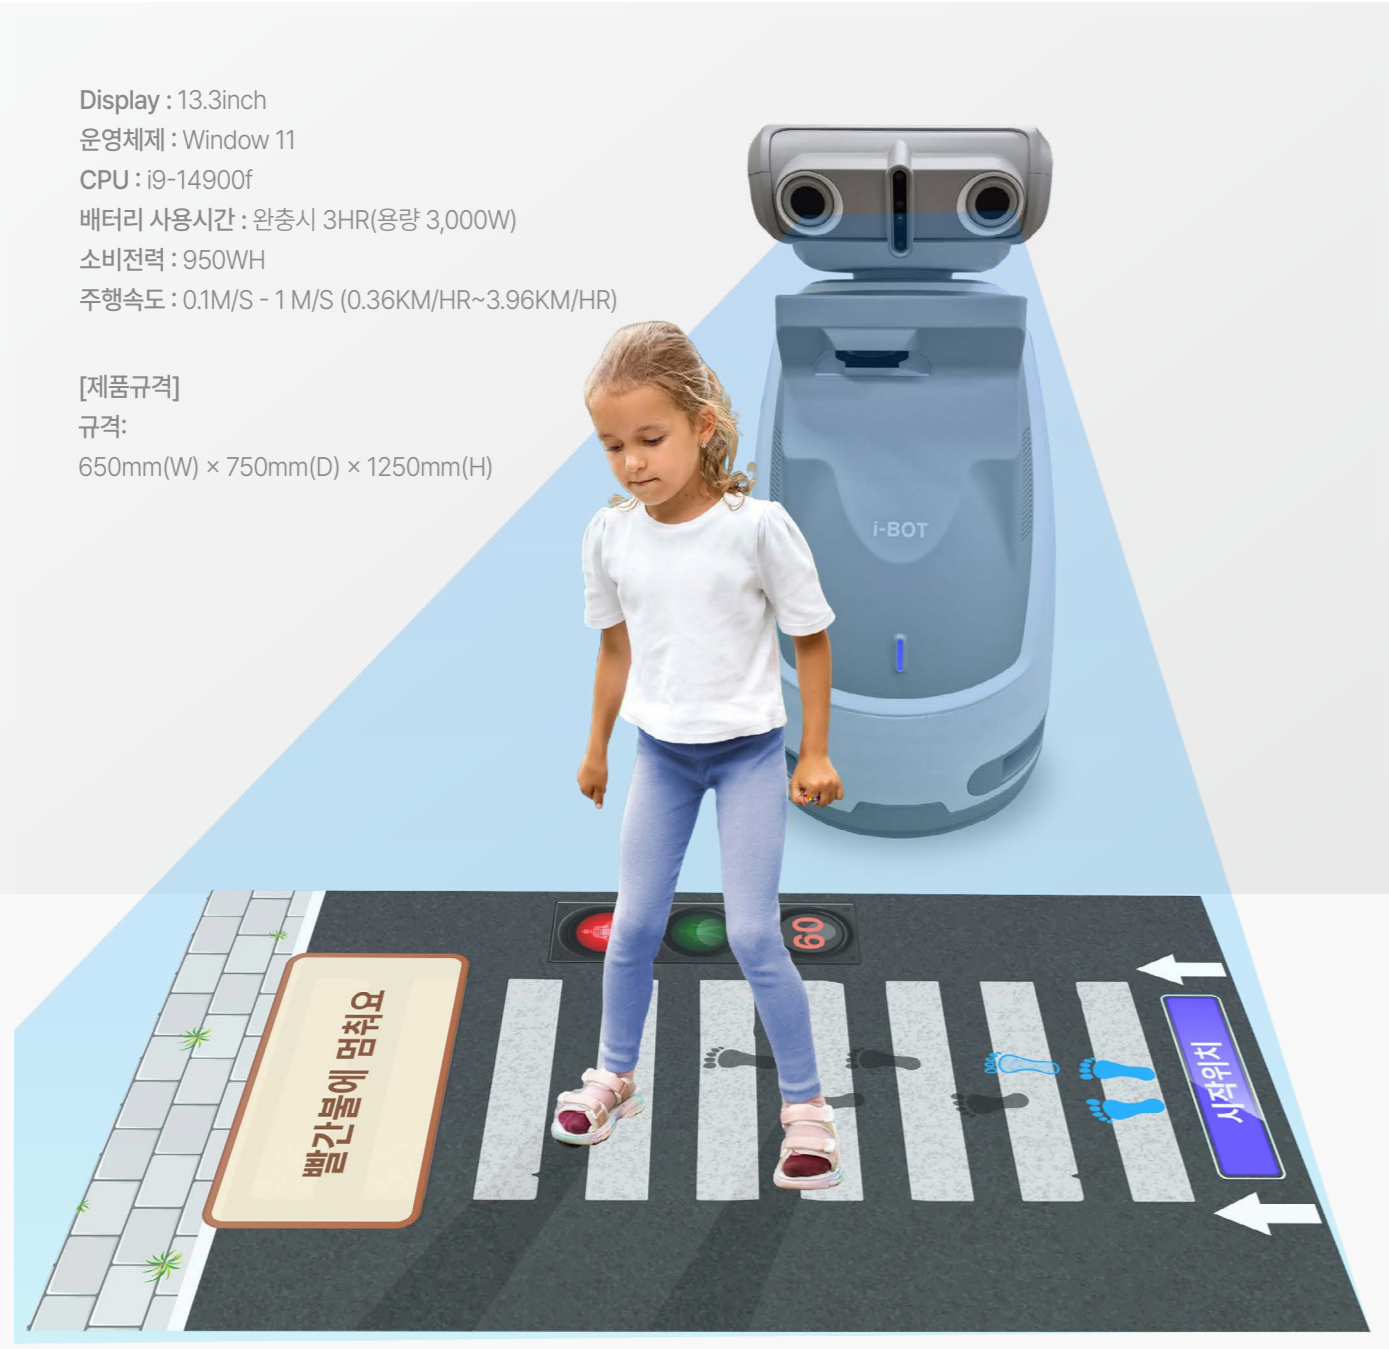 Display : 13.3inch
운영체제 : Window 11
CPU : i9-14900f
배터리 사용시간 : 완충시 3HR(용량 3,000W)
소비전력 : 950WH
주행속도 : 0.1M/S - 1 M/S (0.36KM/HR~3.96KM/HR)
[제품규격]
규격:
650mm(W) × 750mm(D) × 1250mm(H)
i-BOT
60
빨간불에 멈춰요
시작위치